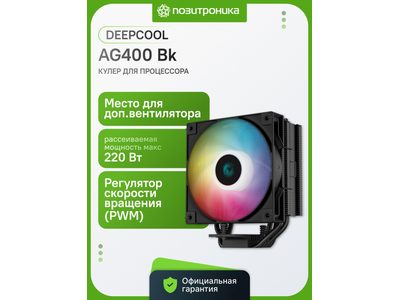 позитроника
DEEPCOOL
AG400 Bk
КУЛЕР ДЛЯ ПРОЦЕССОРА
Место для
доп.вентилятора
рассеиваемая
мощность макс
220 Вт
Регулятор
скорости
вращения
(PWM)
Официальная
гарантия